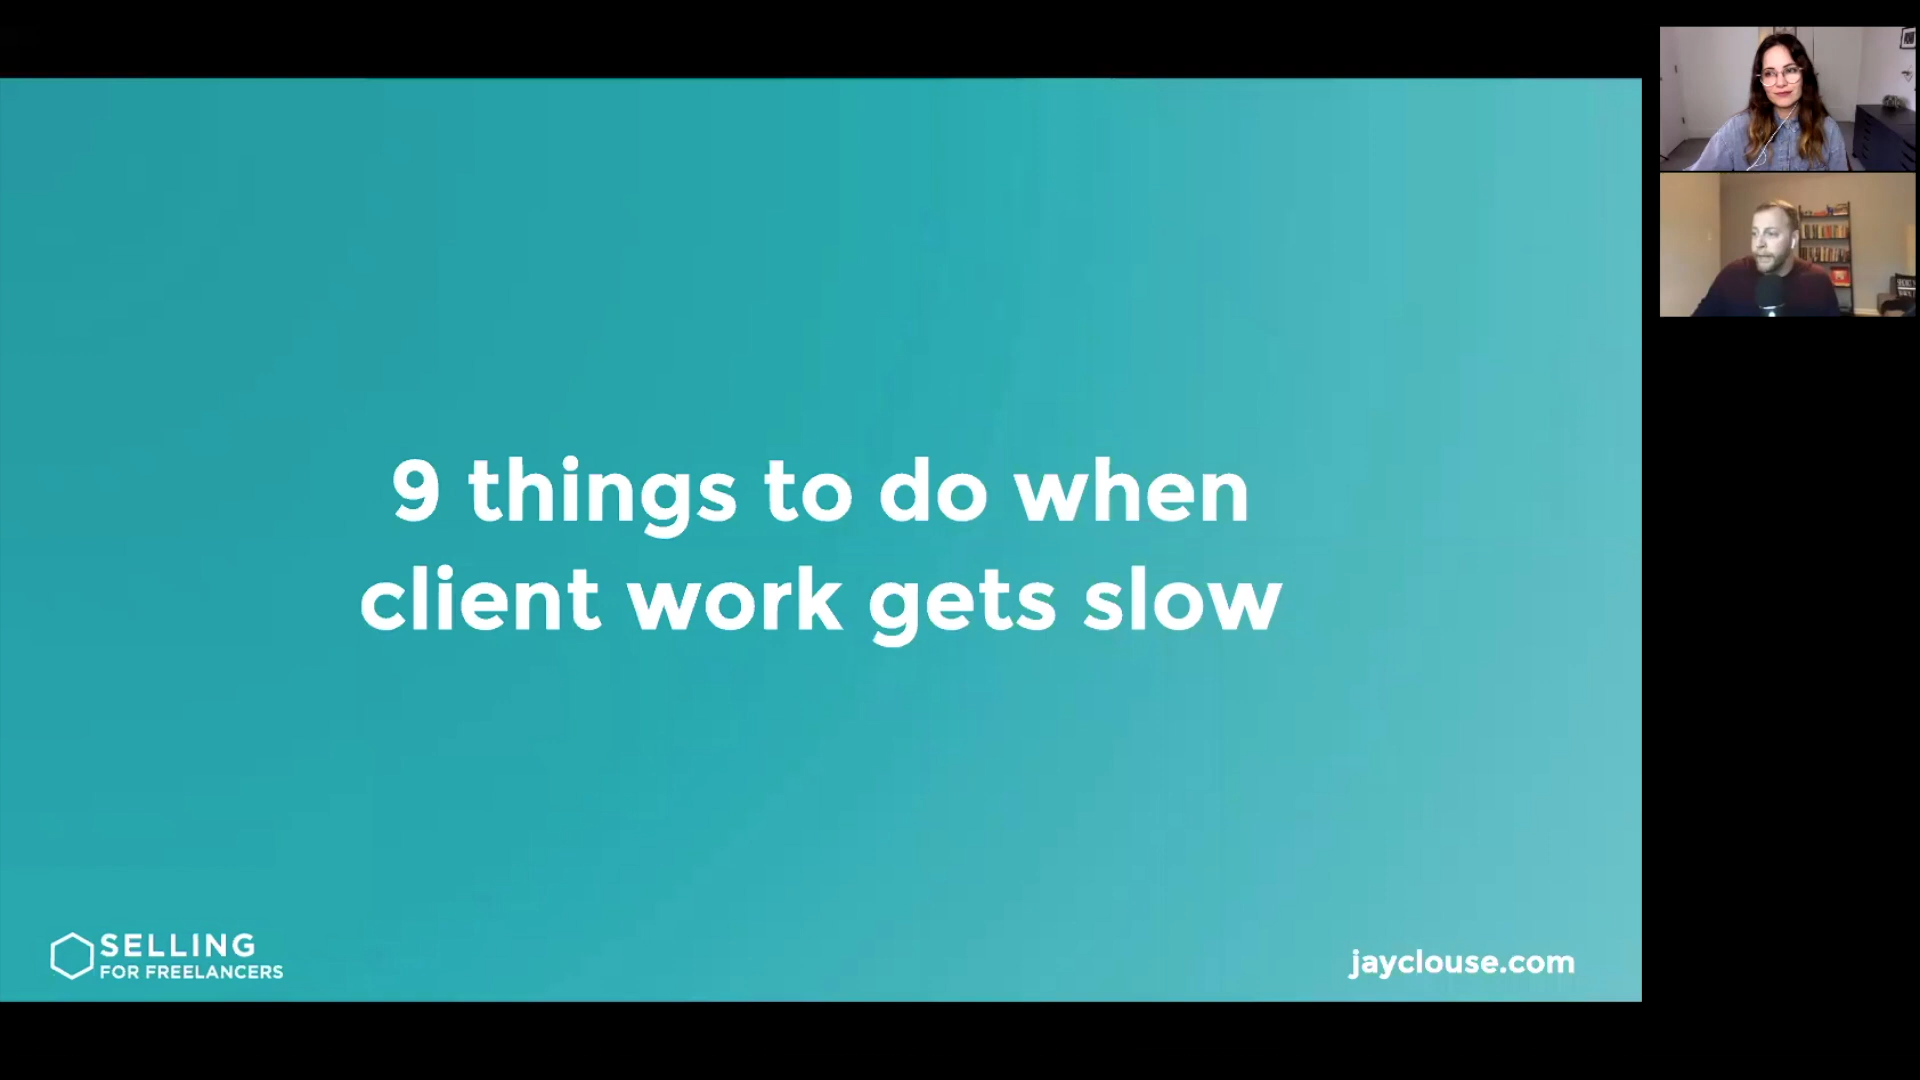 9 things to do when
client work gets slow
SELLING
FOR FREELANCERS
jayclouse.com